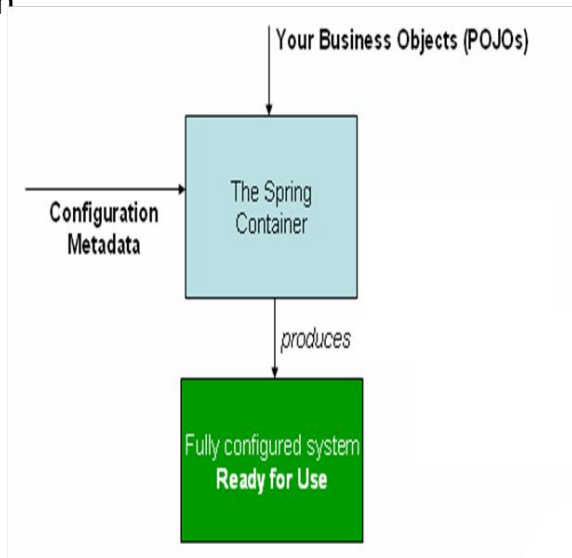 Your Business Objects (POJOs)
The Spring
Container
Configuration
Metadata
produces
Fully configured system
Ready for Use